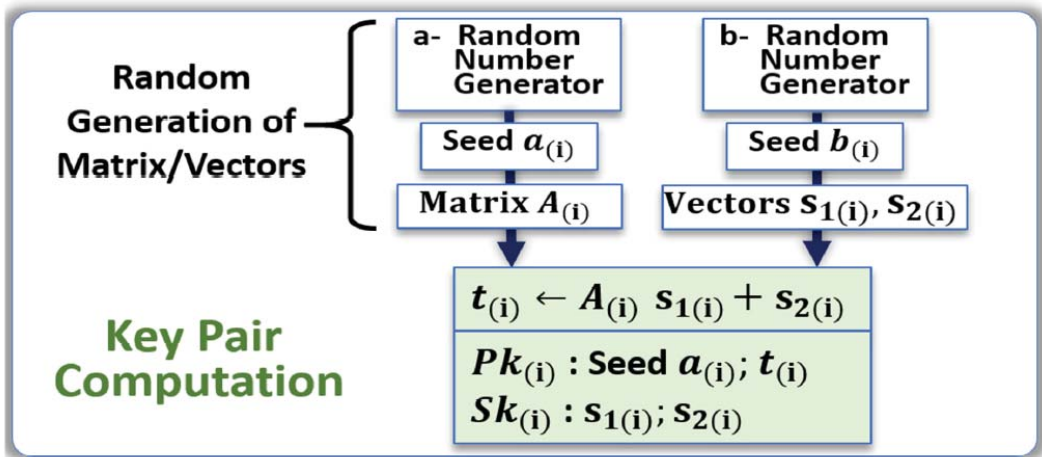 Random
Generation of
Matrix/Vectors
a- Random
Number
Generator
b- Random
Number
Generator
Seed a(i)
Seed b(i)
Matrix A(i)
Vectors s1(i), s2(i)
Key Pair
Computation
t(i) ← A(i) s1(i) + s2(i)
Pk(i) : Seed a(i); t(i)
Sk(i) : s1(i); s2(i)